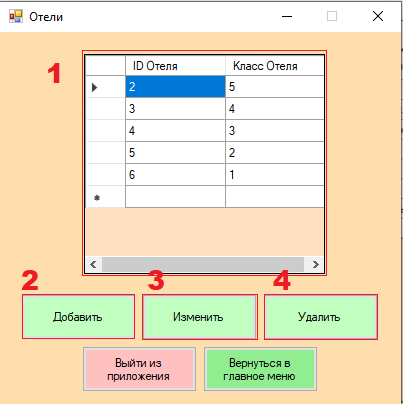 Отели
1
ID Отеля Класс Отеля
2 5
3 4
4 3
5 2
6 1
2 3 4
Добавить Изменить Удалить
Выйти из Вернуться в
приложения главное меню